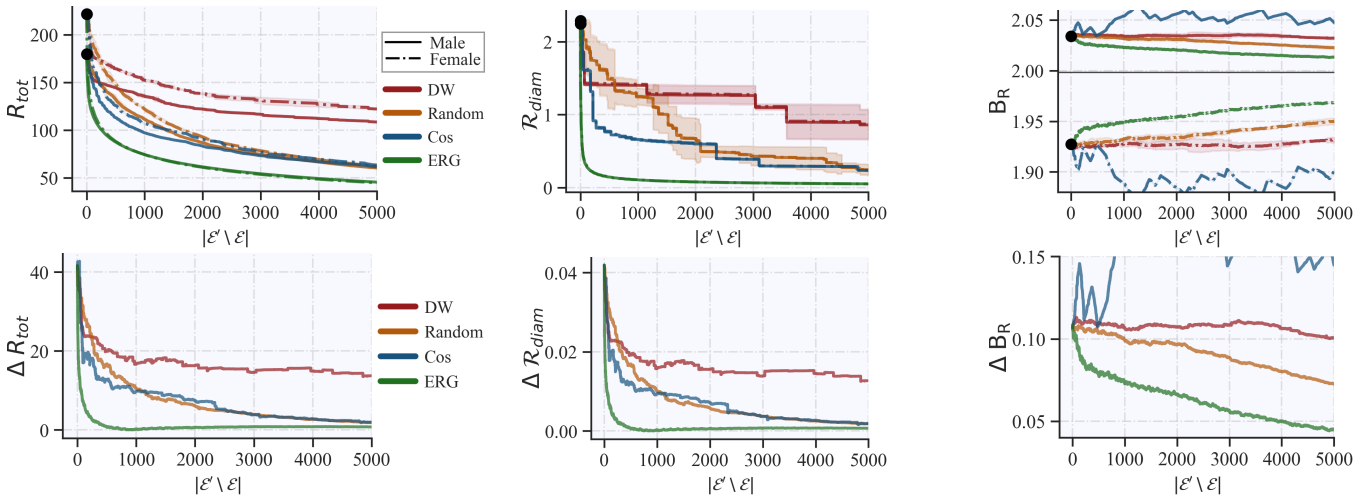 R_tot
200
150
100
50
0 1000 2000 3000 4000 5000
|ℰ′ \ ℰ|
Male
Female
DW
Random
Cos
ERG
ℛ_diam
2
1
0
0 1000 2000 3000 4000 5000
|ℰ′ \ ℰ|
B_R
2.05
2.00
1.95
1.90
0 1000 2000 3000 4000 5000
|ℰ′ \ ℰ|
Δ R_tot
40
20
0
0 1000 2000 3000 4000 5000
|ℰ′ \ ℰ|
DW
Random
Cos
ERG
Δ ℛ_diam
0.04
0.02
0.00
0 1000 2000 3000 4000 5000
|ℰ′ \ ℰ|
Δ B_R
0.15
0.10
0.05
0 1000 2000 3000 4000 5000
|ℰ′ \ ℰ|